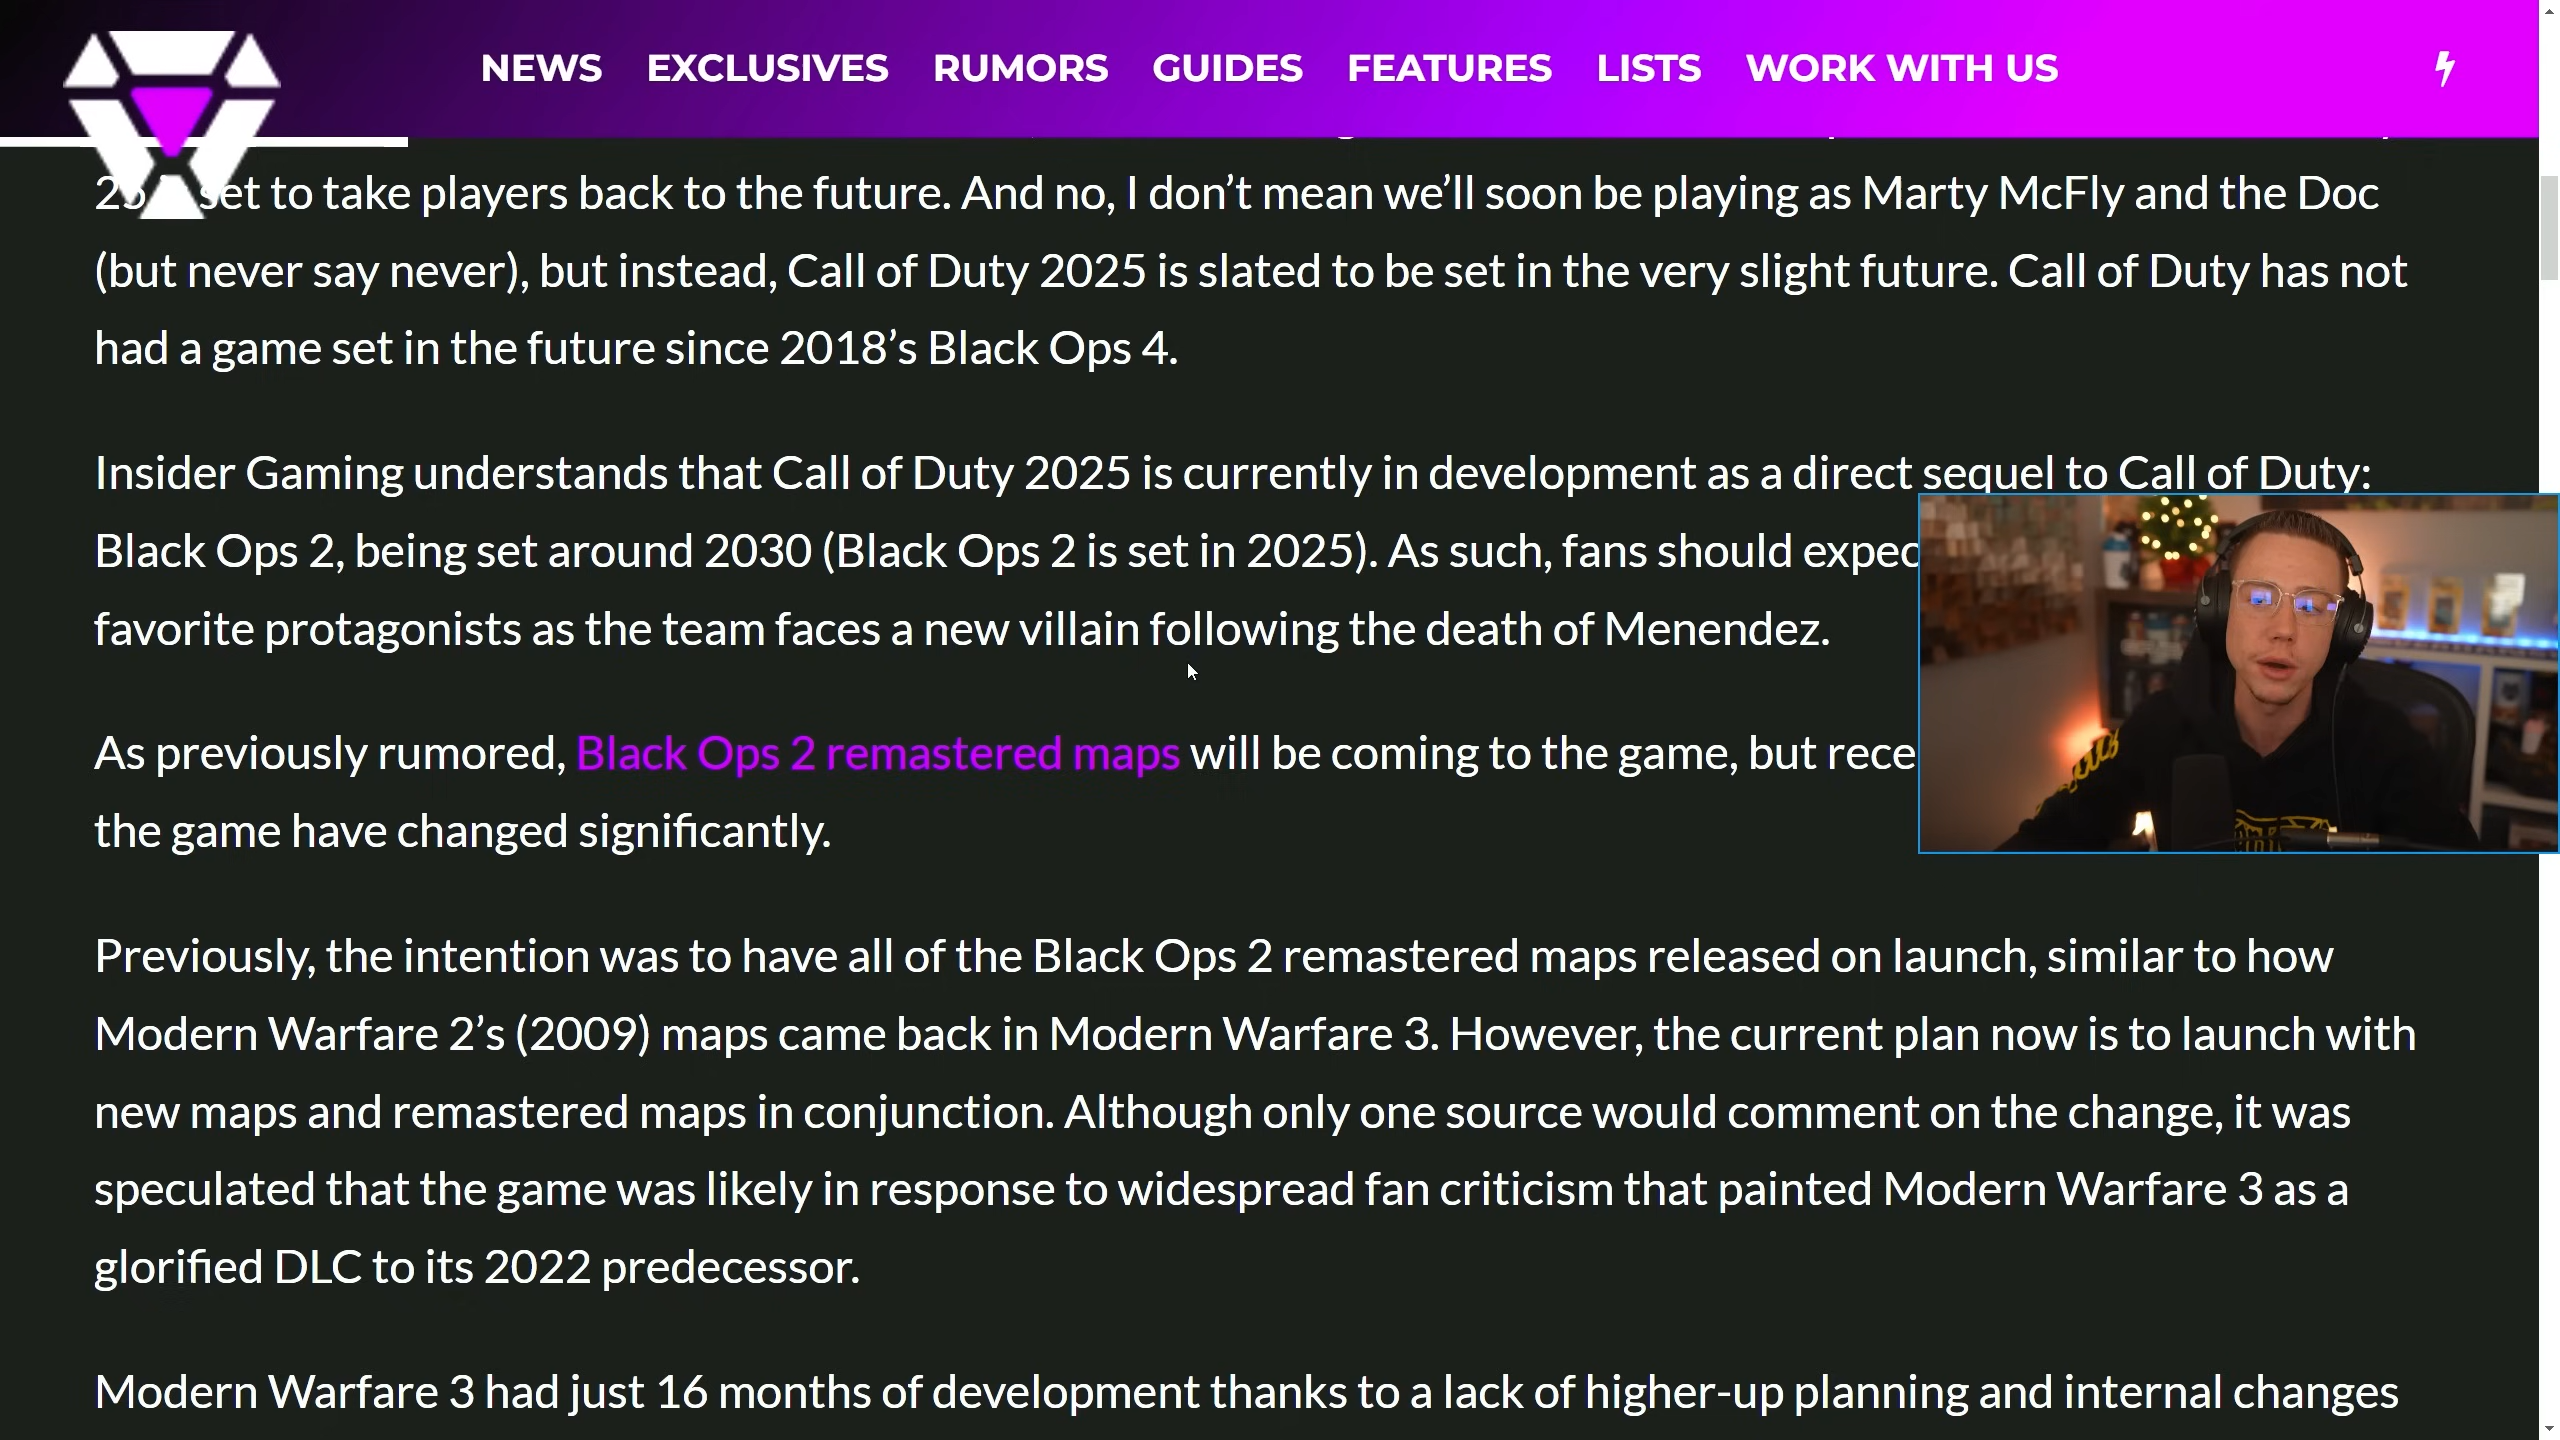 NEWS EXCLUSIVES RUMORS GUIDES FEATURES LISTS WORK WITH US
set to take players back to the future. And no, I don’t mean we’ll soon be playing as Marty McFly and the Doc
(but never say never), but instead, Call of Duty 2025 is slated to be set in the very slight future. Call of Duty has not
had a game set in the future since 2018’s Black Ops 4.
Insider Gaming understands that Call of Duty 2025 is currently in development as a direct sequel to Call of Duty:
Black Ops 2, being set around 2030 (Black Ops 2 is set in 2025). As such, fans should expec
favorite protagonists as the team faces a new villain following the death of Menendez.
As previously rumored, Black Ops 2 remastered maps will be coming to the game, but rece
the game have changed significantly.
Previously, the intention was to have all of the Black Ops 2 remastered maps released on launch, similar to how
Modern Warfare 2’s (2009) maps came back in Modern Warfare 3. However, the current plan now is to launch with
new maps and remastered maps in conjunction. Although only one source would comment on the change, it was
speculated that the game was likely in response to widespread fan criticism that painted Modern Warfare 3 as a
glorified DLC to its 2022 predecessor.
Modern Warfare 3 had just 16 months of development thanks to a lack of higher-up planning and internal changes